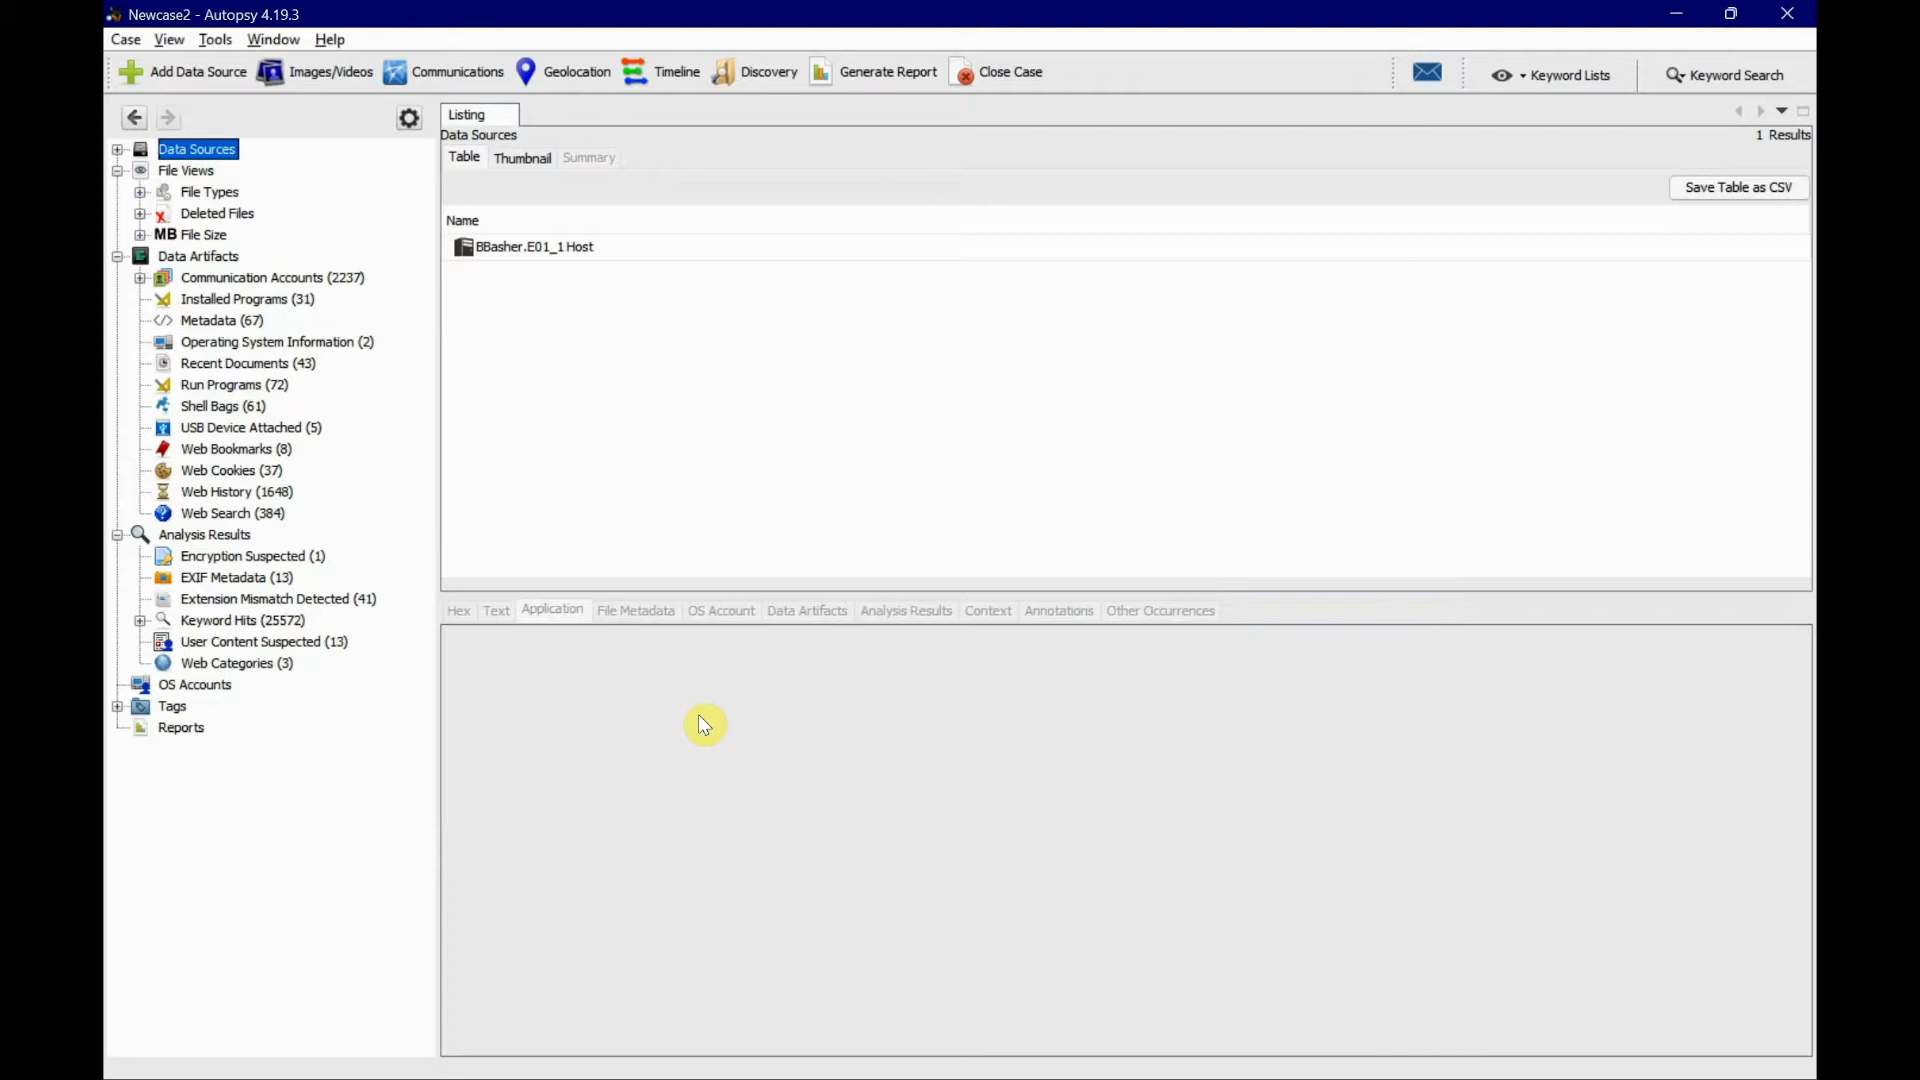 Newcase2 - Autopsy 4.19.3
Case View Tools Window Help
Add Data Source Images/Videos Communications Geolocation Timeline Discovery Generate Report Close Case Keyword Lists Keyword Search
Listing
Data Sources 1 Results
Table Thumbnail Summary
Save Table as CSV
Name
BBasher.E01_1 Host
Data Sources
File Views
File Types
Deleted Files
MB File Size
Data Artifacts
Communication Accounts (2237)
Installed Programs (31)
Metadata (67)
Operating System Information (2)
Recent Documents (43)
Run Programs (72)
Shell Bags (61)
USB Device Attached (5)
Web Bookmarks (8)
Web Cookies (37)
Web History (1648)
Web Search (384)
Analysis Results
Encryption Suspected (1)
EXIF Metadata (13)
Extension Mismatch Detected (41)
Keyword Hits (25572)
User Content Suspected (13)
Web Categories (3)
OS Accounts
Tags
Reports
Hex Text Application File Metadata OS Account Data Artifacts Analysis Results Context Annotations Other Occurrences